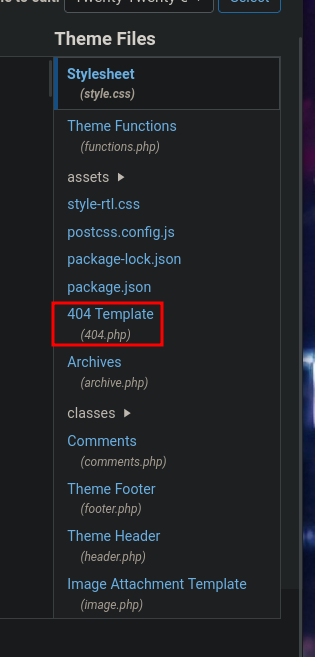 Select
Theme Files
Stylesheet
(style.css)
Theme Functions
(functions.php)
assets
style-rtl.css
postcss.config.js
package-lock.json
package.json
404 Template
(404.php)
Archives
(archive.php)
classes
Comments
(comments.php)
Theme Footer
(footer.php)
Theme Header
(header.php)
Image Attachment Template
(image.php)